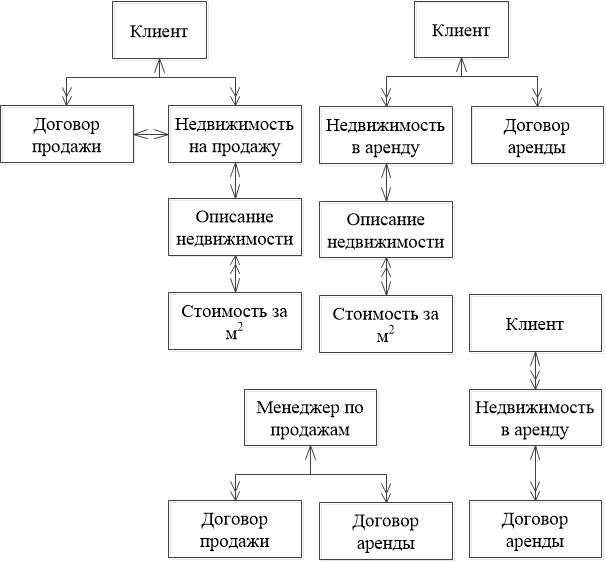 Клиент
Договор
продажи
Недвижимость
на продажу
Описание
недвижимости
Стоимость за
м²
Клиент
Недвижимость
в аренду
Договор
аренды
Описание
недвижимости
Стоимость за
м²
Клиент
Недвижимость
в аренду
Договор
аренды
Менеджер по
продажам
Договор
продажи
Договор
аренды